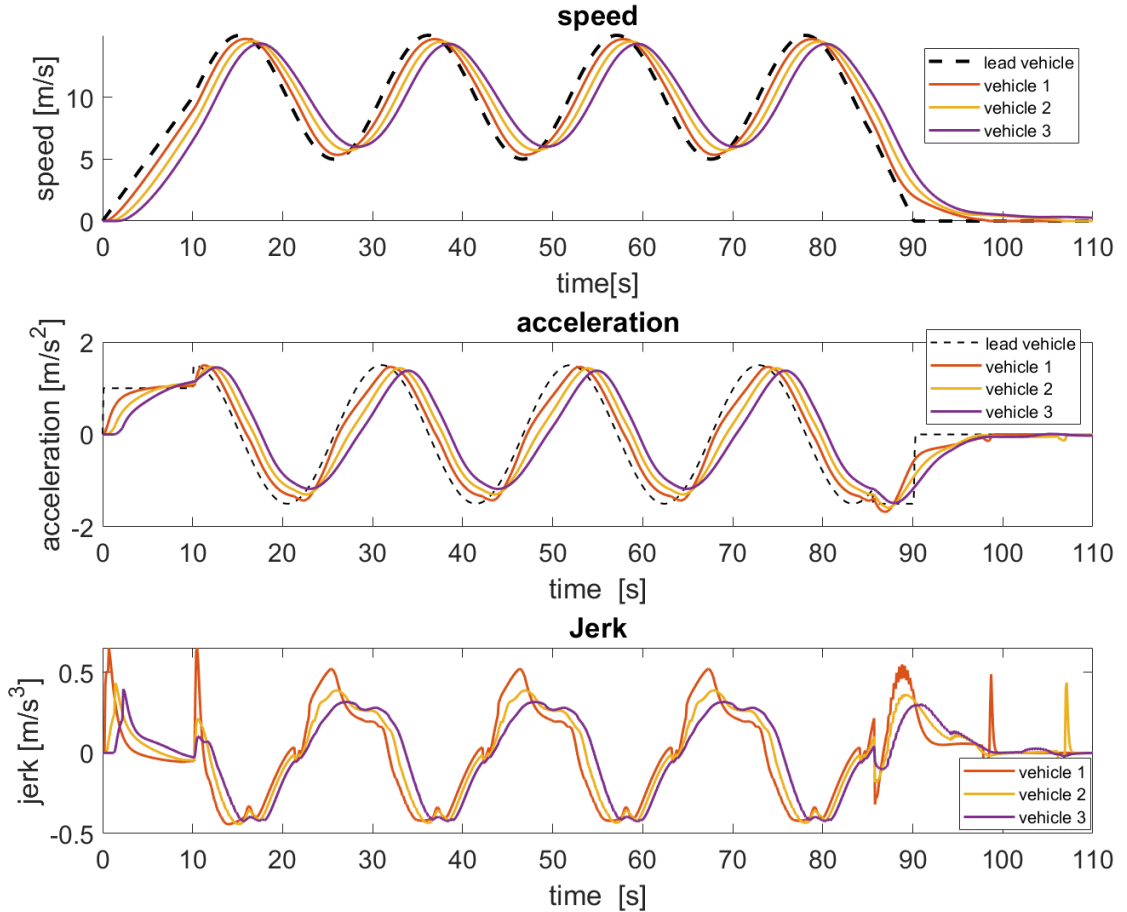 speed
speed [m/s]
10
5
0
0 10 20 30 40 50 60 70 80 90 100 110
time[s]
lead vehicle
vehicle 1
vehicle 2
vehicle 3
acceleration
acceleration [m/s²]
2
0
-2
0 10 20 30 40 50 60 70 80 90 100 110
time [s]
lead vehicle
vehicle 1
vehicle 2
vehicle 3
Jerk
jerk [m/s³]
0.5
0
-0.5
0 10 20 30 40 50 60 70 80 90 100 110
time [s]
vehicle 1
vehicle 2
vehicle 3